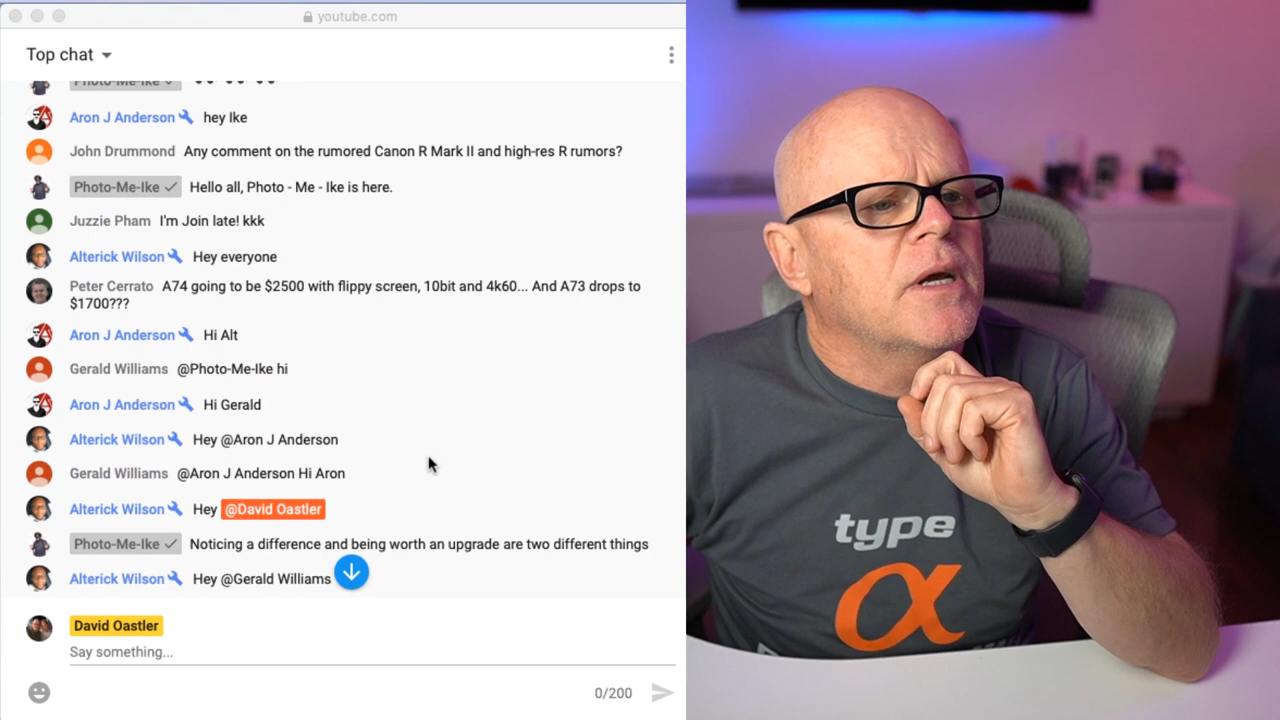 youtube.com
Top chat
Photo-Me-Ike
Aron J Anderson hey Ike
John Drummond Any comment on the rumored Canon R Mark II and high-res R rumors?
Photo-Me-Ike Hello all, Photo - Me - Ike is here.
Juzzie Pham I'm Join late! kkk
Alterick Wilson Hey everyone
Peter Cerrato A74 going to be $2500 with flippy screen, 10bit and 4k60... And A73 drops to
$1700???
Aron J Anderson Hi Alt
Gerald Williams @Photo-Me-Ike hi
Aron J Anderson Hi Gerald
Alterick Wilson Hey @Aron J Anderson
Gerald Williams @Aron J Anderson Hi Aron
Alterick Wilson Hey @David Oastler
Photo-Me-Ike Noticing a difference and being worth an upgrade are two different things
Alterick Wilson Hey @Gerald Williams
David Oastler
Say something...
0/200
type
α